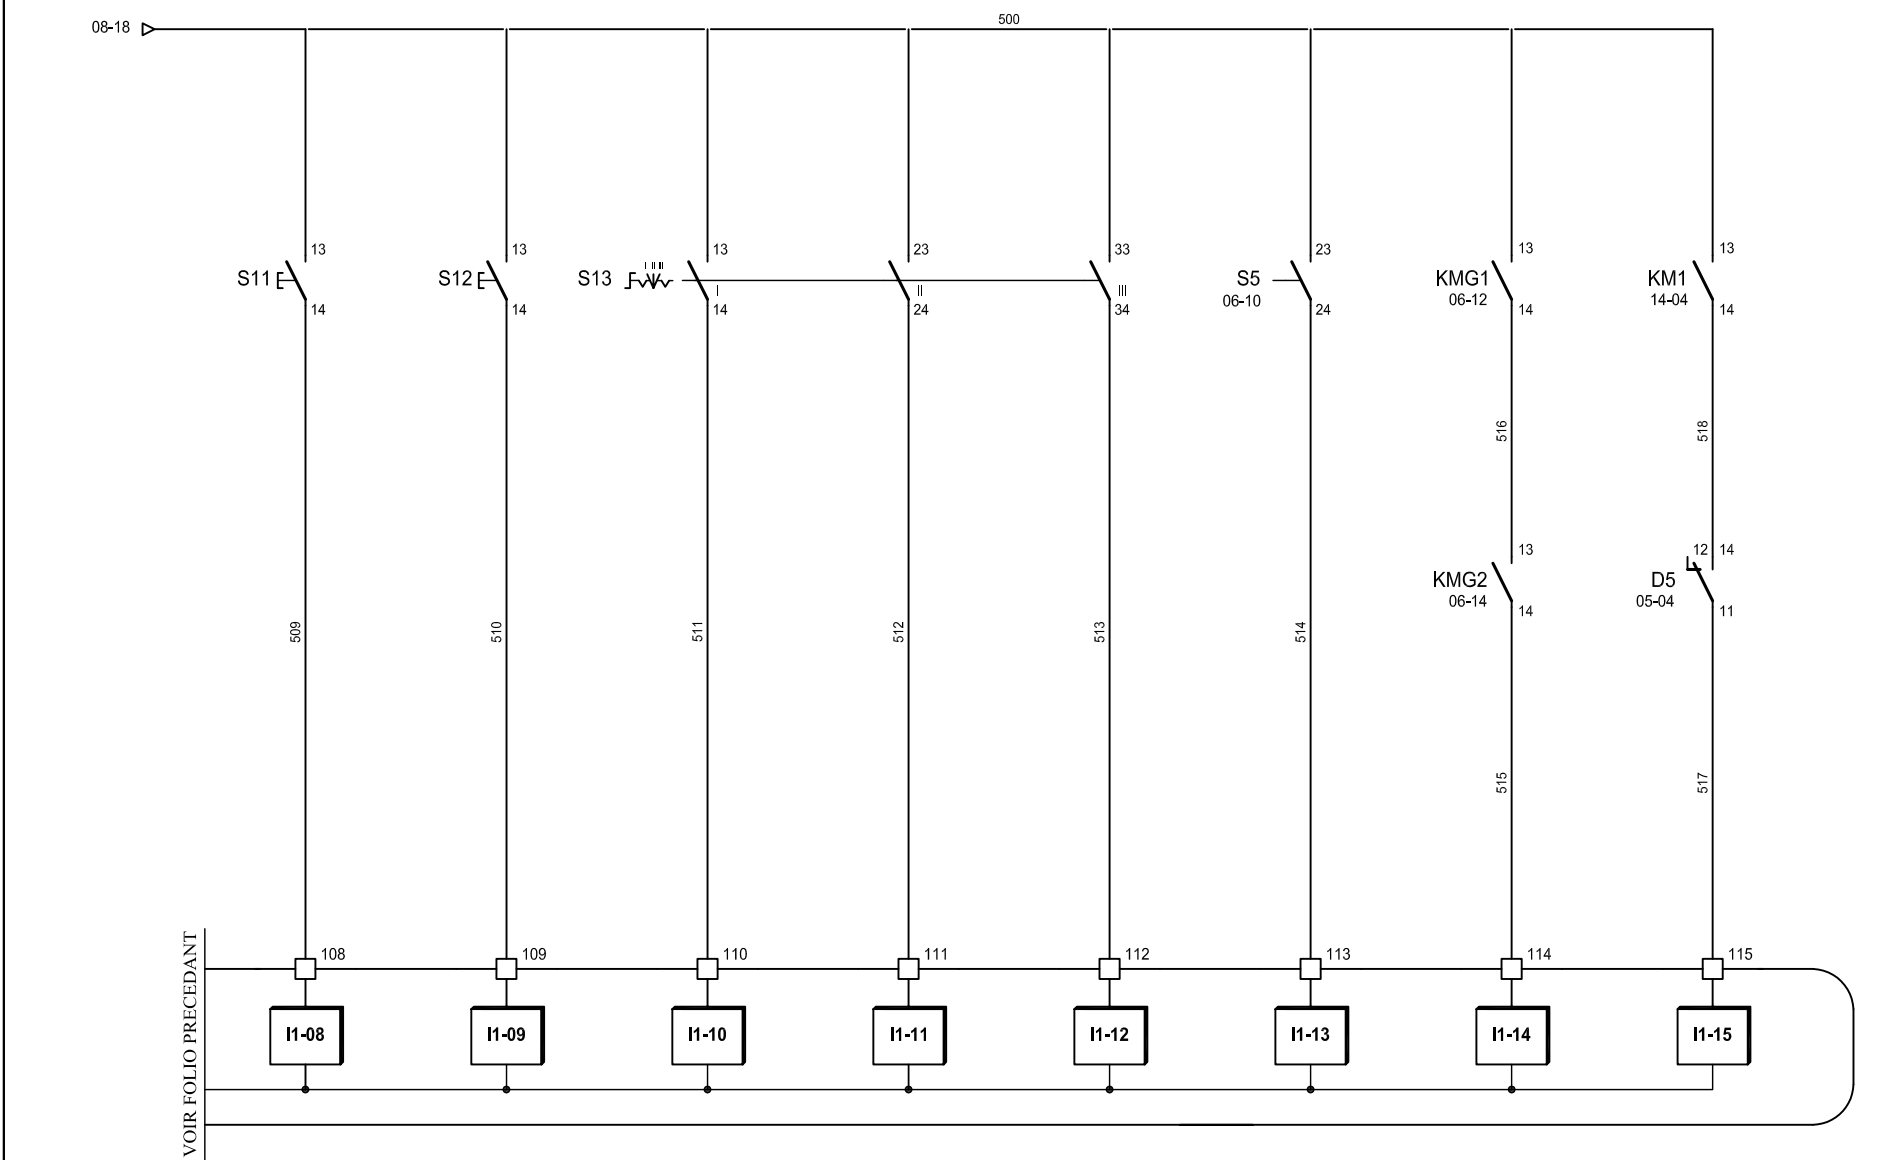 500
08-18
13 13 13 23 33 23 13 13
S11 S12 S13 I II III S5 KMG1 KM1
06-10 06-12 14-04
I II III
14 14 14 24 34 24 14 14
516 518
13 12 14
KMG2 D5
06-14 05-04
14 11
509 510 511 512 513 514
515 517
VOIR FOLIO PRECEDANT
108 109 110 111 112 113 114 115
I1-08 I1-09 I1-10 I1-11 I1-12 I1-13 I1-14 I1-15